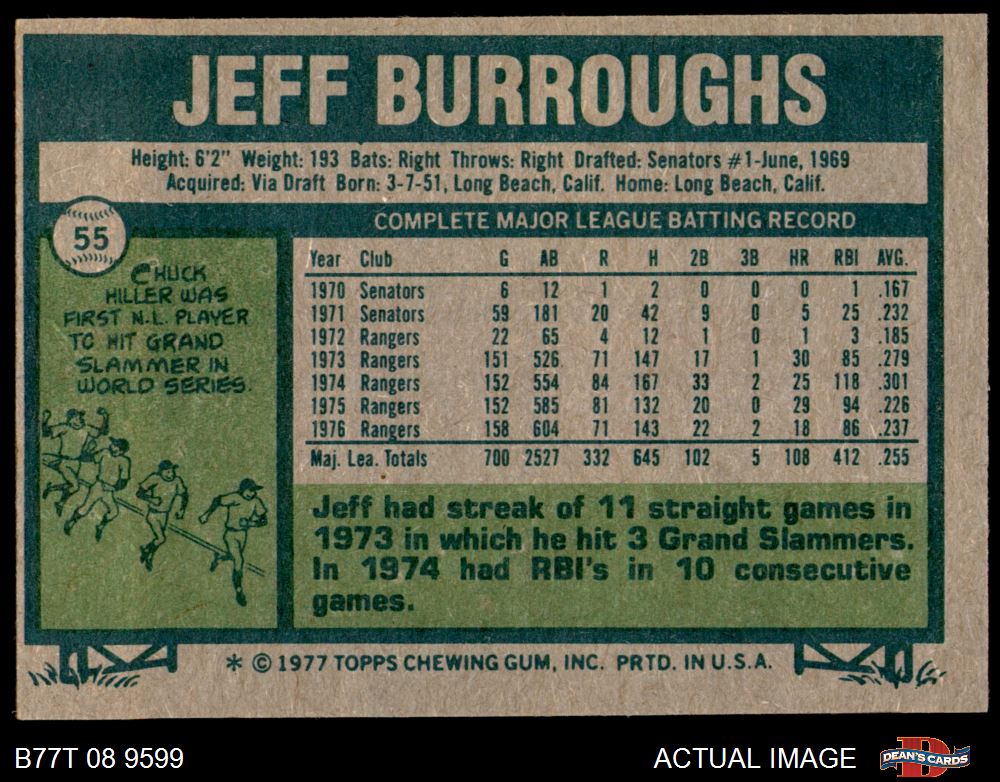 JEFF BURROUGHS
Height: 6'2" Weight: 193 Bats: Right Throws: Right Drafted: Senators #1-June, 1969
Acquired: Via Draft Born: 3-7-51, Long Beach, Calif. Home: Long Beach, Calif.
55
CHUCK
HILLER WAS
FIRST N.L. PLAYER
TO HIT GRAND
SLAMMER IN
WORLD SERIES.
COMPLETE MAJOR LEAGUE BATTING RECORD
Year Club G AB R H 2B 3B HR RBI AVG.
1970 Senators 6 12 1 2 0 0 0 1 .167
1971 Senators 59 181 20 42 9 0 5 25 .232
1972 Rangers 22 65 4 12 1 0 1 3 .185
1973 Rangers 151 526 71 147 17 1 30 85 .279
1974 Rangers 152 554 84 167 33 2 25 118 .301
1975 Rangers 152 585 81 132 20 0 29 94 .226
1976 Rangers 158 604 71 143 22 2 18 86 .237
Maj. Lea. Totals 700 2527 332 645 102 5 108 412 .255
Jeff had streak of 11 straight games in
1973 in which he hit 3 Grand Slammers.
In 1974 had RBI's in 10 consecutive
games.
* © 1977 TOPPS CHEWING GUM, INC. PRTD. IN U.S.A.
B77T 08 9599
ACTUAL IMAGE
DEAN'S CARDS